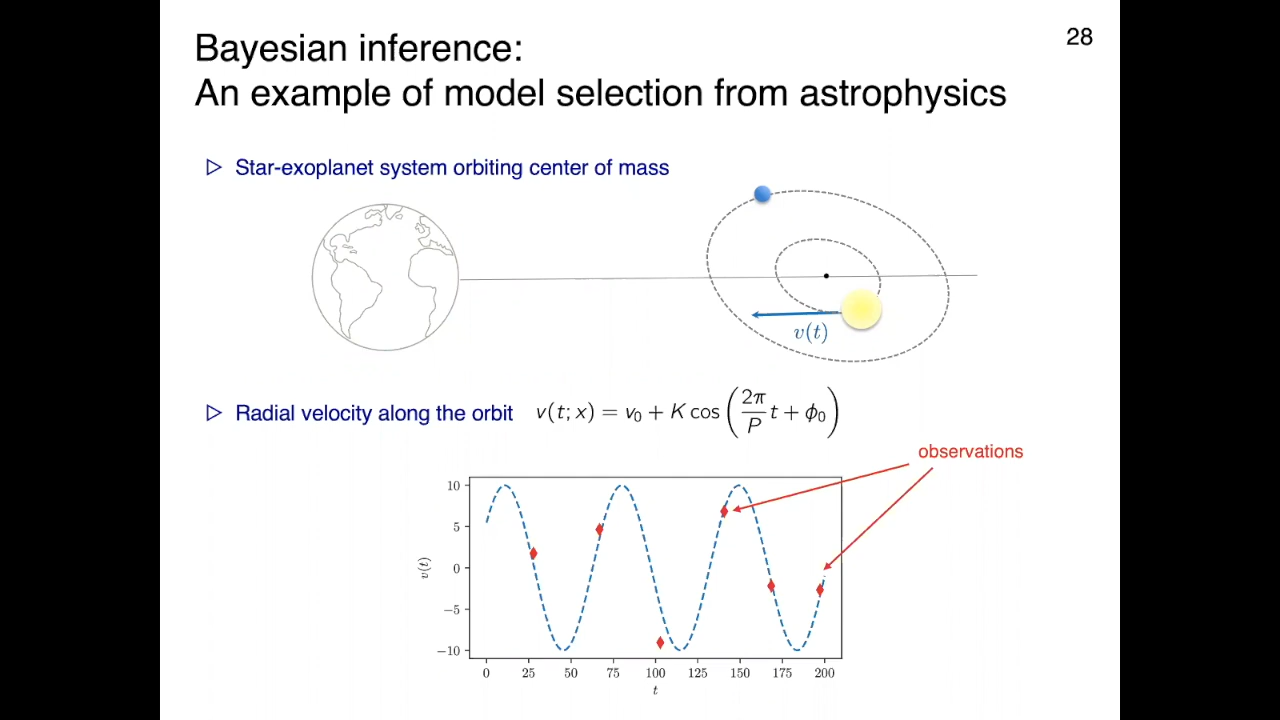 Bayesian inference:
28
An example of model selection from astrophysics
▷ Star-exoplanet system orbiting center of mass
v(t)
▷ Radial velocity along the orbit v(t; x) = v₀ + K cos(2π/P t + ϕ₀)
observations
10
5
0
−5
−10
v(t)
0 25 50 75 100 125 150 175 200
t